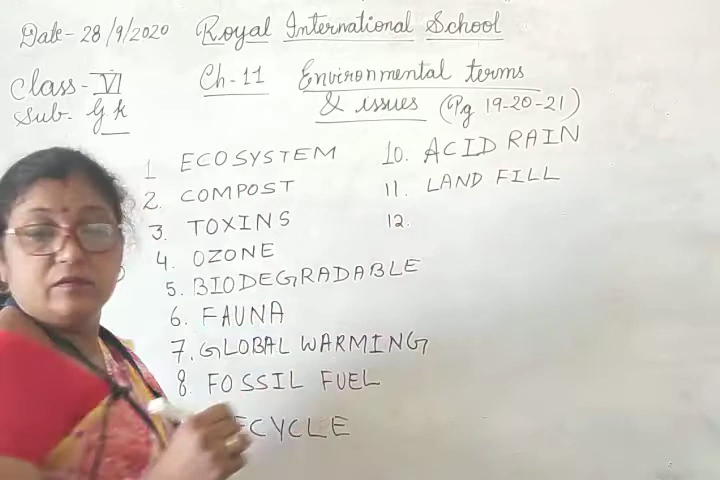 Date - 28/9/2020 Royal International School
Class - VI Ch-11 Environmental terms
Sub - GK & issues (Pg 19-20-21)
1 ECOSYSTEM
2. COMPOST
3. TOXINS
4. OZONE
5. BIODEGRADABLE
6. FAUNA
7. GLOBAL WARMING
8. FOSSIL FUEL
ECYCLE
10. ACID RAIN
11. LAND FILL
12.